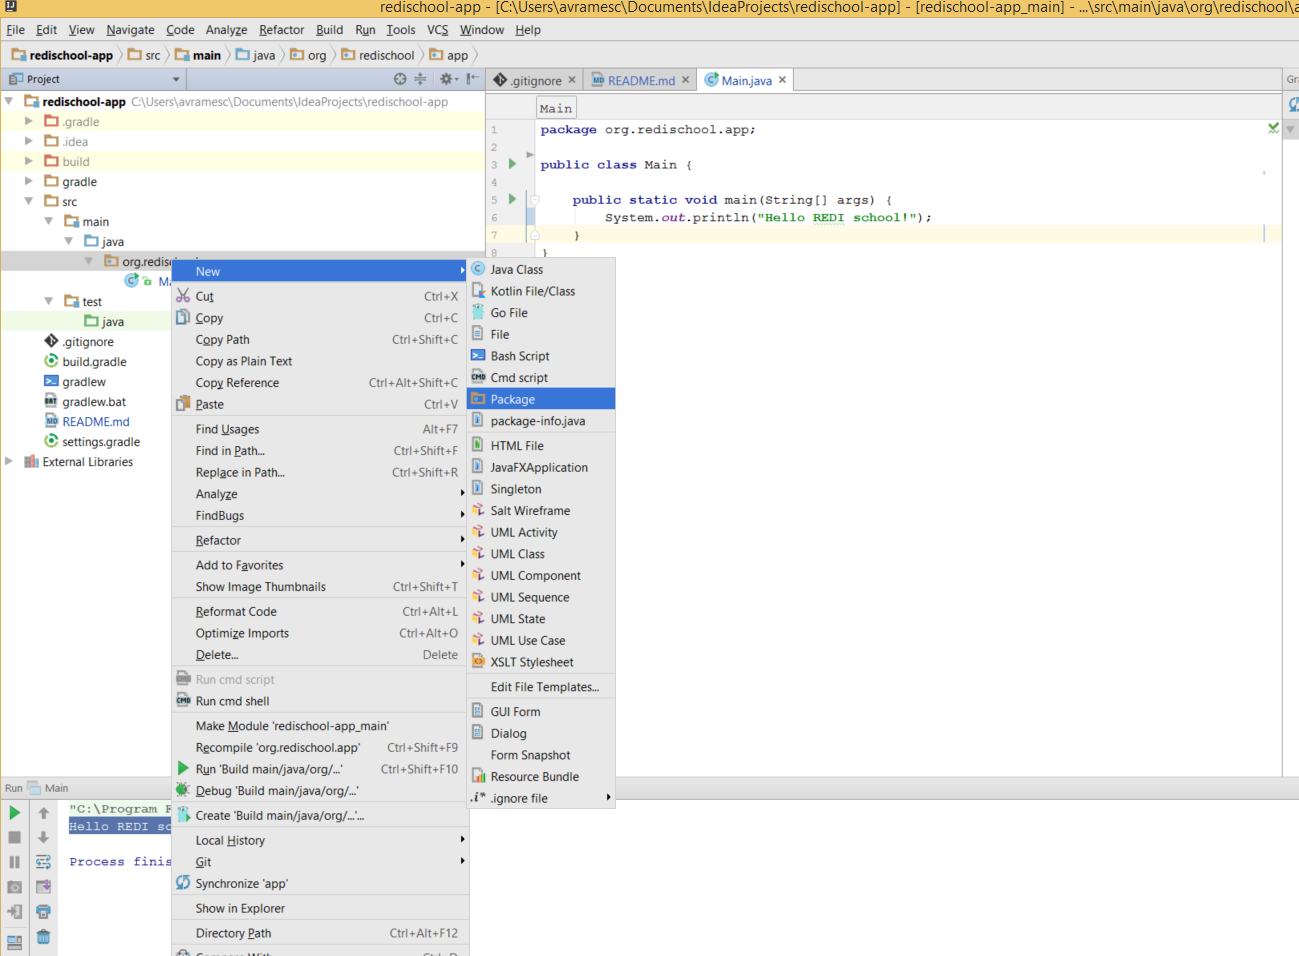 redischool-app - [C:\Users\avramesc\Documents\IdeaProjects\redischool-app] - [redischool-app_main] - ...\src\main\java\org\redischool\a
File Edit View Navigate Code Analyze Refactor Build Run Tools VCS Window Help
redischool-app src main java org redischool app
Project
.gitignore README.md Main.java
Gra
redischool-app C:\Users\avramesc\Documents\IdeaProjects\redischool-app
.gradle
.idea
build
gradle
src
main
java
org.redis
Ma
test
java
.gitignore
build.gradle
gradlew
gradlew.bat
README.md
settings.gradle
External Libraries
Main
1 package org.redischool.app;
2
3 public class Main {
4
5 public static void main(String[] args) {
6 System.out.println("Hello REDI school!");
7 }
8 }
New
Cut Ctrl+X
Copy Ctrl+C
Copy Path Ctrl+Shift+C
Copy as Plain Text
Copy Reference Ctrl+Alt+Shift+C
Paste Ctrl+V
Find Usages Alt+F7
Find in Path... Ctrl+Shift+F
Replace in Path... Ctrl+Shift+R
Analyze
FindBugs
Refactor
Add to Favorites
Show Image Thumbnails Ctrl+Shift+T
Reformat Code Ctrl+Alt+L
Optimize Imports Ctrl+Alt+O
Delete... Delete
Run cmd script
Run cmd shell
Make Module 'redischool-app_main'
Recompile 'org.redischool.app' Ctrl+Shift+F9
Run 'Build main/java/org/...' Ctrl+Shift+F10
Debug 'Build main/java/org/...'
Create 'Build main/java/org/...'...
Local History
Git
Synchronize 'app'
Show in Explorer
Directory Path Ctrl+Alt+F12
Compare With... Ctrl+D
Java Class
Kotlin File/Class
Go File
File
Bash Script
Cmd script
Package
package-info.java
HTML File
JavaFXApplication
Singleton
Salt Wireframe
UML Activity
UML Class
UML Component
UML Sequence
UML State
UML Use Case
XSLT Stylesheet
Edit File Templates...
GUI Form
Dialog
Form Snapshot
Resource Bundle
.i* .ignore file
Run Main
"C:\Program F
Hello REDI sc
Process finis